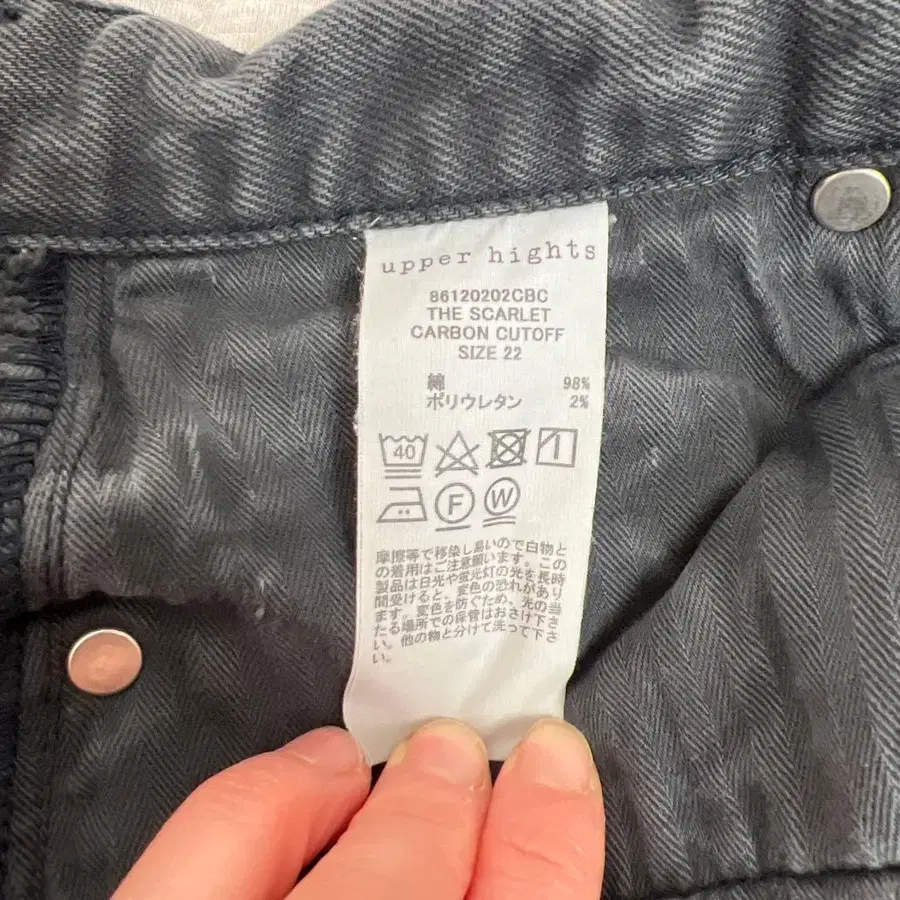 upper hights
86120202CBC
THE SCARLET
CARBON CUTOFF
SIZE 22
綿 98%
ポリウレタン 2%
40
F W
摩擦等で移染し易いので白物と
の着用はご注意願います。この
製品は日光や蛍光灯の光を長時
間受けると、変色の恐れがあり
ます。変色を防ぐため、光の当
たる場所での保管はおさけ下さ
い。他の物と分けて洗って下さ
い。